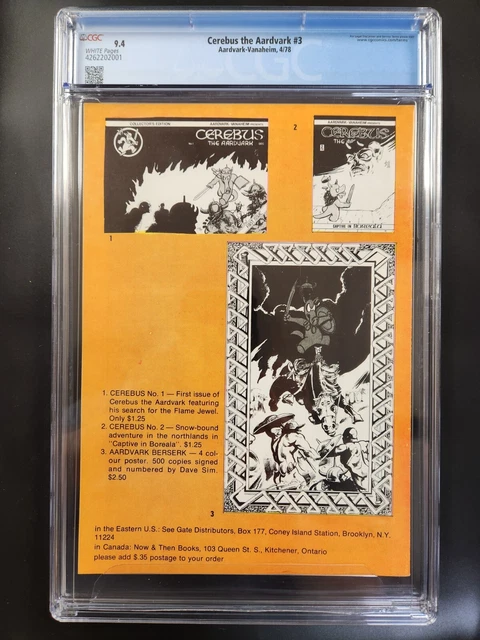 CGC
9.4
WHITE Pages
4262202001
Cerebus the Aardvark #3
Aardvark-Vanaheim, 4/78
COLLECTOR'S EDITION
AARDVARK-VANAHEIM PRESENTS
CEREBUS
THE AARDVARK
1
2
CEREBUS
THE
3
1. CEREBUS No. 1 — First issue of
Cerebus the Aardvark featuring
his search for the Flame Jewel.
Only $1.25
2. CEREBUS No. 2 — Snow-bound
adventure in the northlands in
"Captive in Boreala". $1.25
3. AARDVARK BERSERK — 4 col-
our poster. 500 copies signed
and numbered by Dave Sim.
$2.50
in the Eastern U.S.: See Gate Distributors, Box 177, Coney Island Station, Brooklyn, N.Y.
11224
in Canada: Now & Then Books, 103 Queen St. S., Kitchener, Ontario
please add $.35 postage to your order